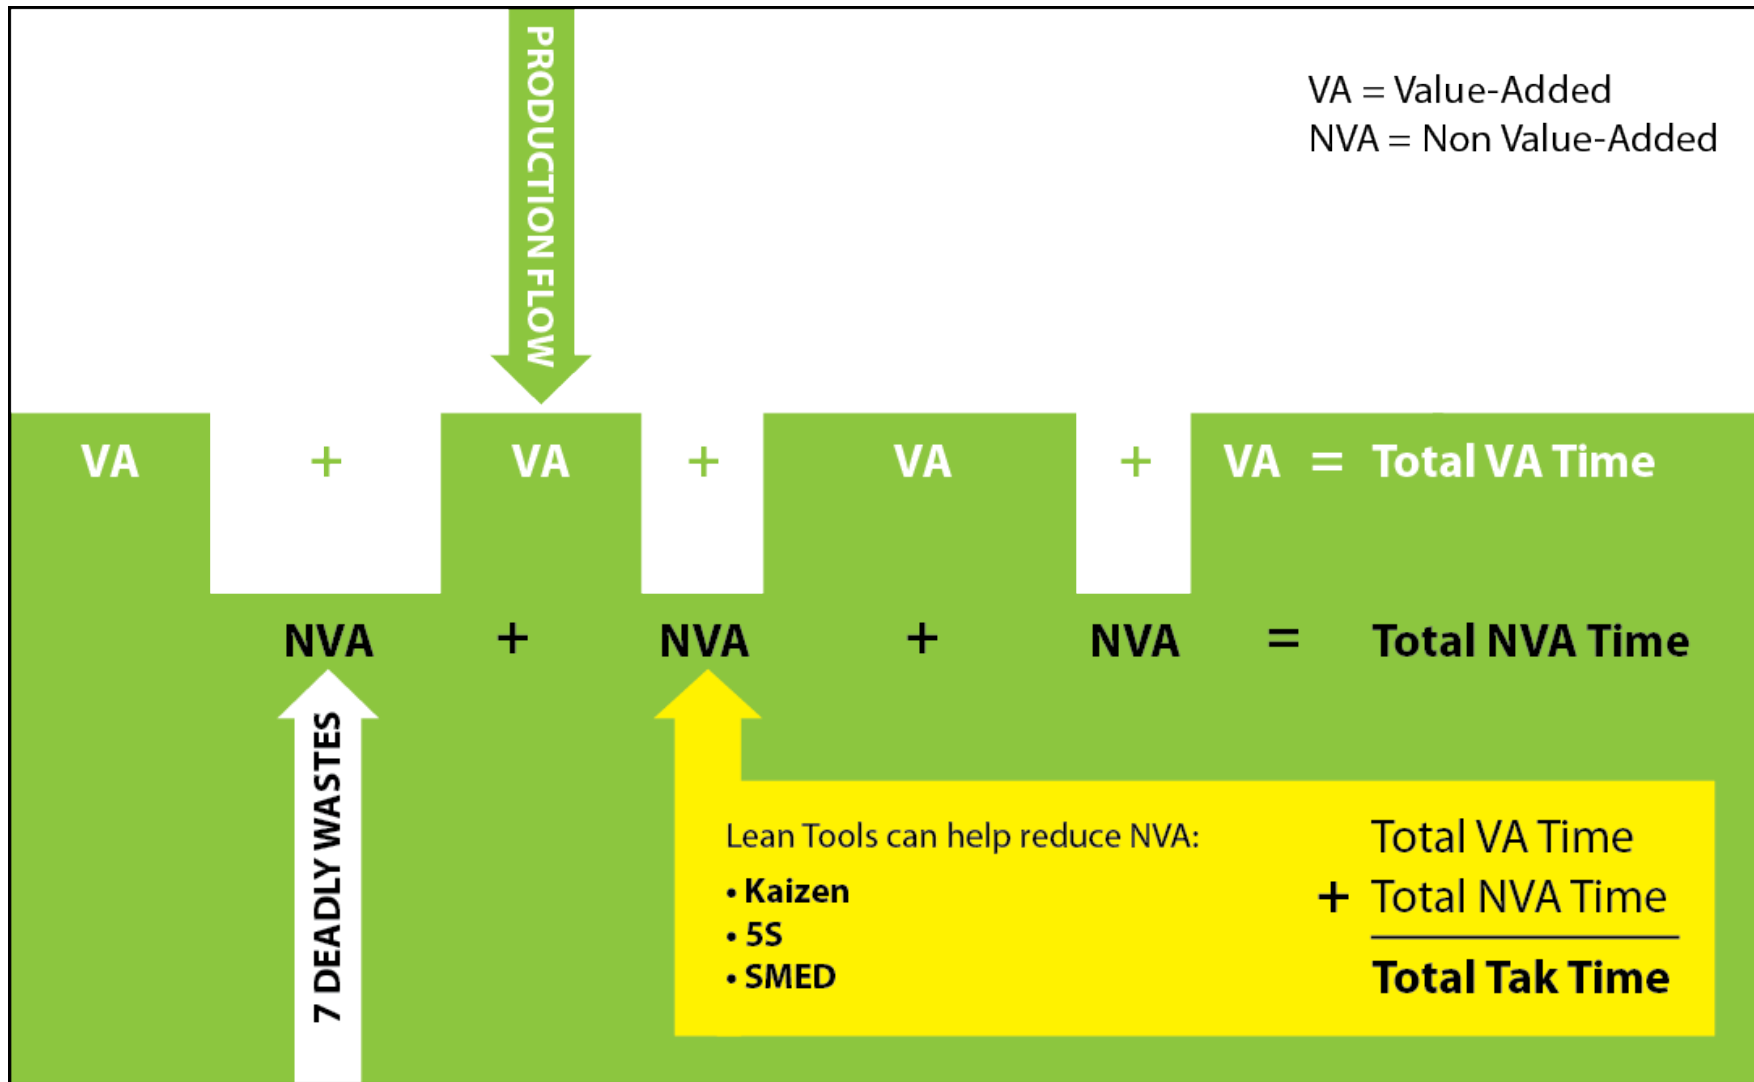 PRODUCTION FLOW
VA = Value-Added
NVA = Non Value-Added
VA + VA + VA + VA = Total VA Time
NVA + NVA + NVA = Total NVA Time
7 DEADLY WASTES
Lean Tools can help reduce NVA:
• Kaizen
• 5S
• SMED
Total VA Time
+ Total NVA Time
Total Tak Time